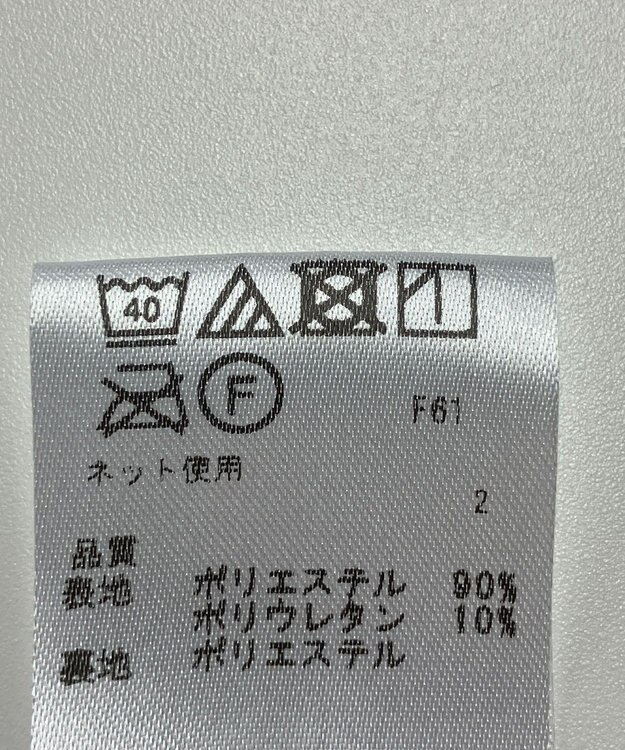 40
F F61
ネット使用
2
品質
表地 ポリエステル 90%
ポリウレタン 10%
裏地 ポリエステル